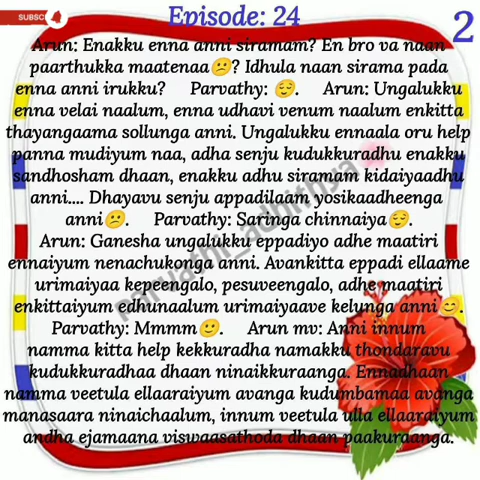 SUBSC
Episode: 24
2
Arun: Enakku enna anni siramam? En bro va naan
paarthukka maatenaa😕? Idhula naan sirama pada
enna anni irukku? Parvathy: 😌. Arun: Ungalukku
enna velai naalum, enna udhavi venum naalum enkitta
thayangaama sollunga anni. Ungalukku ennaala oru help
panna mudiyum naa, adha senju kudukkuradhu enakku
sandhosham dhaan, enakku adhu siramam kidaiyaadhu
anni.... Dhayavu senju appadilaam yosikaadheenga
anni😕. Parvathy: Saringa chinnaiya😌.
Arun: Ganesha ungalukku eppadiyo adhe maatiri
ennaiyum nenachukonga anni. Avankitta eppadi ellaame
urimaiyaa kepeengalo, pesuveengalo, adhe maatiri
enkittaiyum edhunaalum urimaiyaave kelunga anni😊.
Parvathy: Mmmm🙂. Arun mv: Anni innum
namma kitta help kekkuradha namakku thondaravu
kudukkuradhaa dhaan ninaikkuraanga. Ennadhaan
namma veetula ellaaraiyum avanga kudumbamaa avanga
manasaara ninaichaalum, innum veetula ulla ellaaraiyum
andha ejamaana viswaasathoda dhaan paakuraanga.
parvathi_adhithya